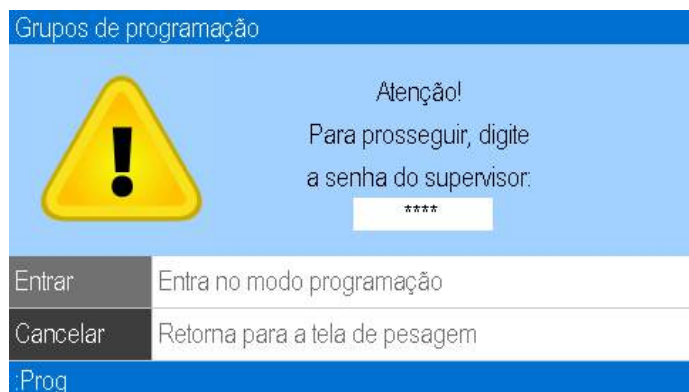 Grupos de programação
Atenção!
Para prosseguir, digite
a senha do supervisor:
****
Entrar Entra no modo programação
Cancelar Retorna para a tela de pesagem
:Prog